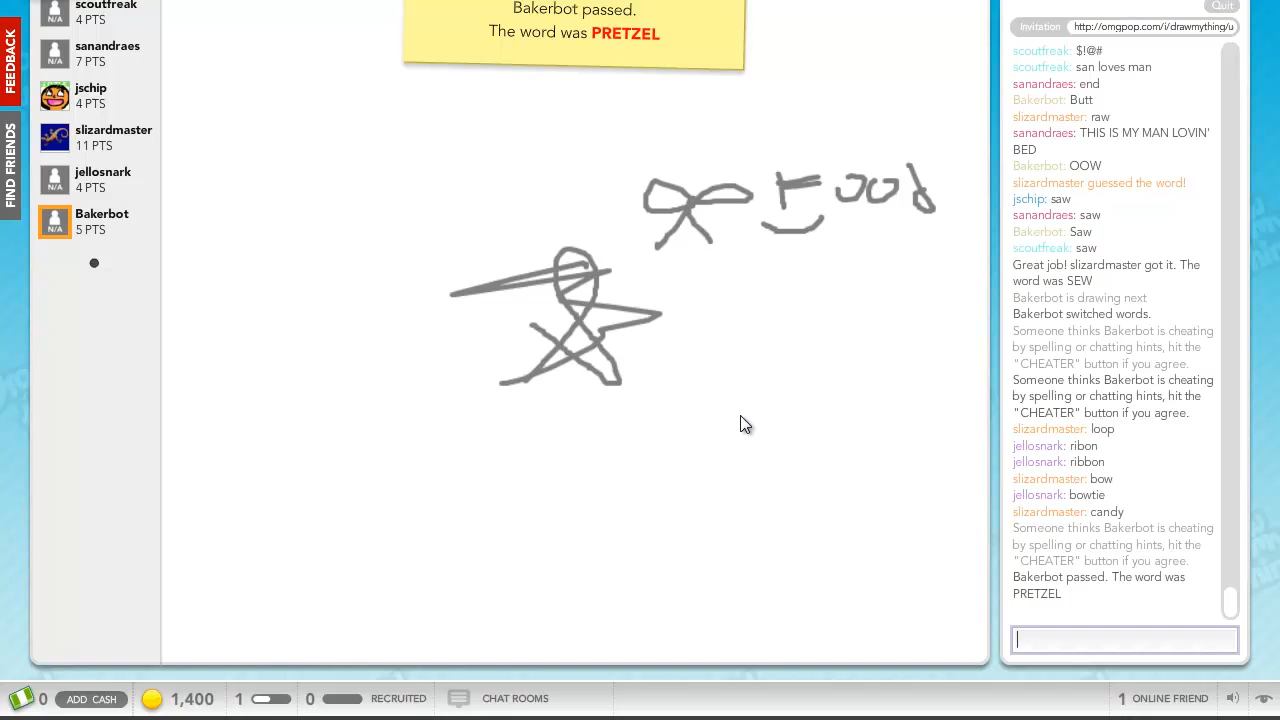 FEEDBACK
FIND FRIENDS
scoutfreak
4 PTS
N/A
sanandraes
7 PTS
N/A
jschip
4 PTS
slizardmaster
11 PTS
jellosnark
4 PTS
N/A
Bakerbot
5 PTS
N/A
Bakerbot passed.
The word was PRETZEL
FOOd
Quit
Invitation http://omgpop.com/i/drawmything/u
scoutfreak: $!@#
scoutfreak: san loves man
sanandraes: end
Bakerbot: Butt
slizardmaster: raw
sanandraes: THIS IS MY MAN LOVIN'
BED
Bakerbot: OOW
slizardmaster guessed the word!
jschip: saw
sanandraes: saw
Bakerbot: Saw
scoutfreak: saw
Great job! slizardmaster got it. The
word was SEW
Bakerbot is drawing next
Bakerbot switched words.
Someone thinks Bakerbot is cheating
by spelling or chatting hints, hit the
"CHEATER" button if you agree.
Someone thinks Bakerbot is cheating
by spelling or chatting hints, hit the
"CHEATER" button if you agree.
slizardmaster: loop
jellosnark: ribon
jellosnark: ribbon
slizardmaster: bow
jellosnark: bowtie
slizardmaster: candy
Someone thinks Bakerbot is cheating
by spelling or chatting hints, hit the
"CHEATER" button if you agree.
Bakerbot passed. The word was
PRETZEL
0 ADD CASH 1,400 1 0 RECRUITED CHAT ROOMS 1 ONLINE FRIEND